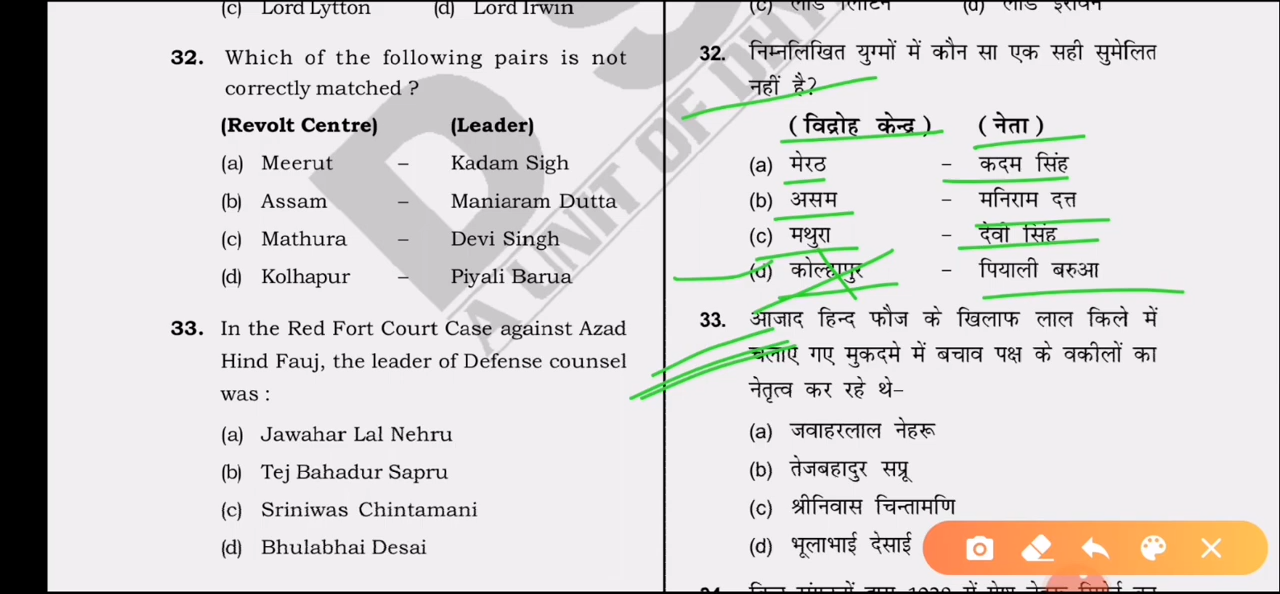 (c) Lord Lytton (d) Lord Irwin
32. Which of the following pairs is not
correctly matched ?
(Revolt Centre) (Leader)
(a) Meerut – Kadam Sigh
(b) Assam – Maniaram Dutta
(c) Mathura – Devi Singh
(d) Kolhapur – Piyali Barua
33. In the Red Fort Court Case against Azad
Hind Fauj, the leader of Defense counsel
was :
(a) Jawahar Lal Nehru
(b) Tej Bahadur Sapru
(c) Sriniwas Chintamani
(d) Bhulabhai Desai
(c) लॉर्ड लिटन (d) लॉर्ड इरविन
32. निम्नलिखित युग्मों में कौन सा एक सही सुमेलित
नहीं है?
(विद्रोह केन्द्र) (नेता)
(a) मेरठ – कदम सिंह
(b) असम – मनिराम दत्त
(c) मथुरा – देवी सिंह
(d) कोल्हापुर – पियाली बरुआ
33. आजाद हिन्द फौज के खिलाफ लाल किले में
चलाए गए मुकदमे में बचाव पक्ष के वकीलों का
नेतृत्व कर रहे थे–
(a) जवाहरलाल नेहरू
(b) तेजबहादुर सप्रू
(c) श्रीनिवास चिन्तामणि
(d) भूलाभाई देसाई
A UNIT OF